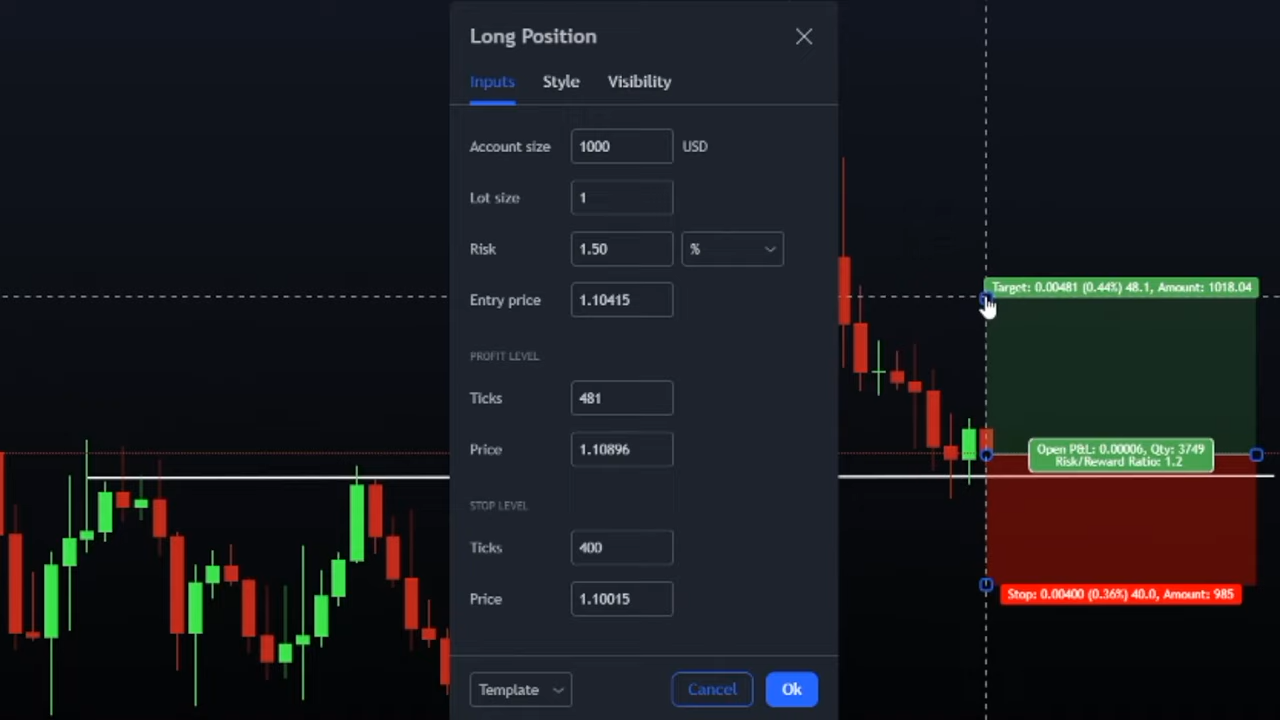 Long Position
Inputs Style Visibility
Account size 1000 USD
Lot size 1
Risk 1.50 %
Entry price 1.10415
PROFIT LEVEL
Ticks 481
Price 1.10896
STOP LEVEL
Ticks 400
Price 1.10015
Template Cancel Ok
Target: 0.00481 (0.44%) 48.1, Amount: 1018.04
Open P&L: 0.00006, Qty: 3749
Risk/Reward Ratio: 1.2
Stop: 0.00400 (0.36%) 40.0, Amount: 985